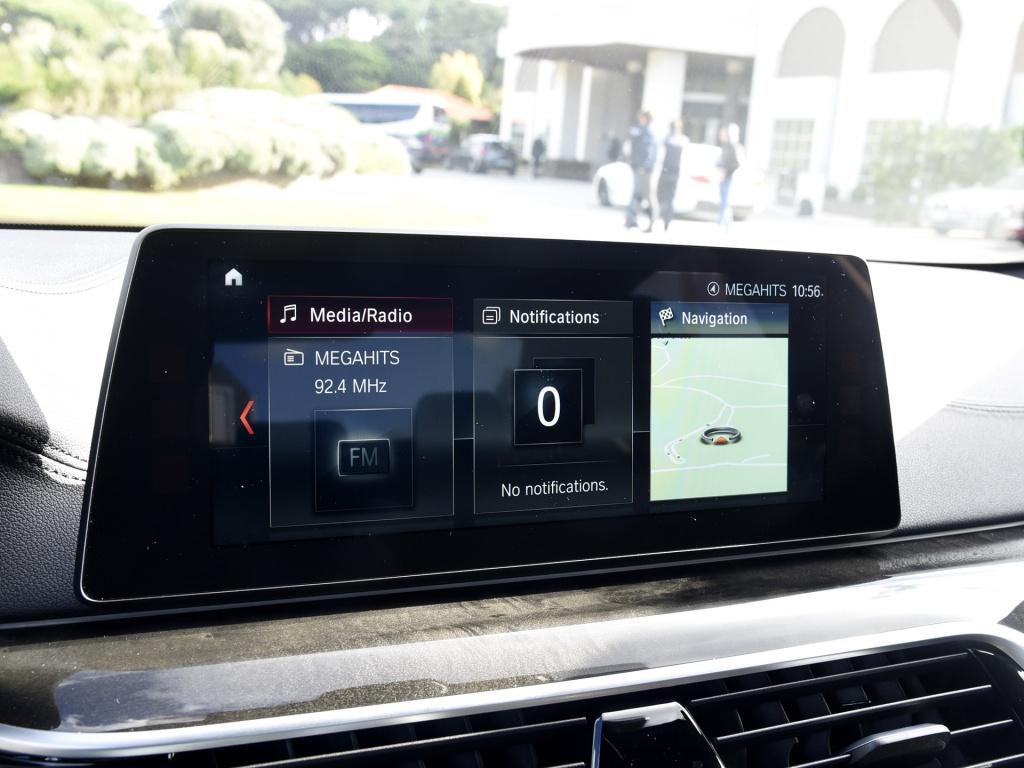 MEGAHITS 10:56
Media/Radio
MEGAHITS
92.4 MHz
FM
Notifications
0
No notifications.
Navigation